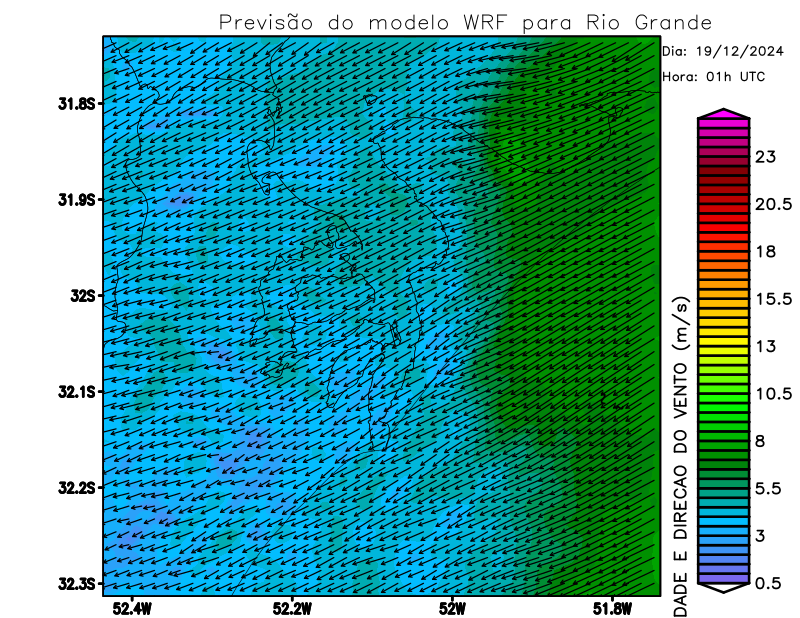 Previsão do modelo WRF para Rio Grande
Dia: 19/12/2024
Hora: 01h UTC
31.8S
31.9S
32S
32.1S
32.2S
32.3S
52.4W
52.2W
52W
51.8W
DADE E DIRECAO DO VENTO (m/s)
23
20.5
18
15.5
13
10.5
8
5.5
3
0.5